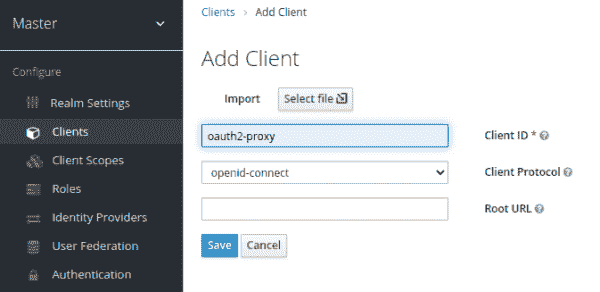 Master
Configure
Realm Settings
Clients
Client Scopes
Roles
Identity Providers
User Federation
Authentication
Clients > Add Client
Add Client
Import Select file
oauth2-proxy Client ID *
openid-connect Client Protocol
Root URL
Save Cancel